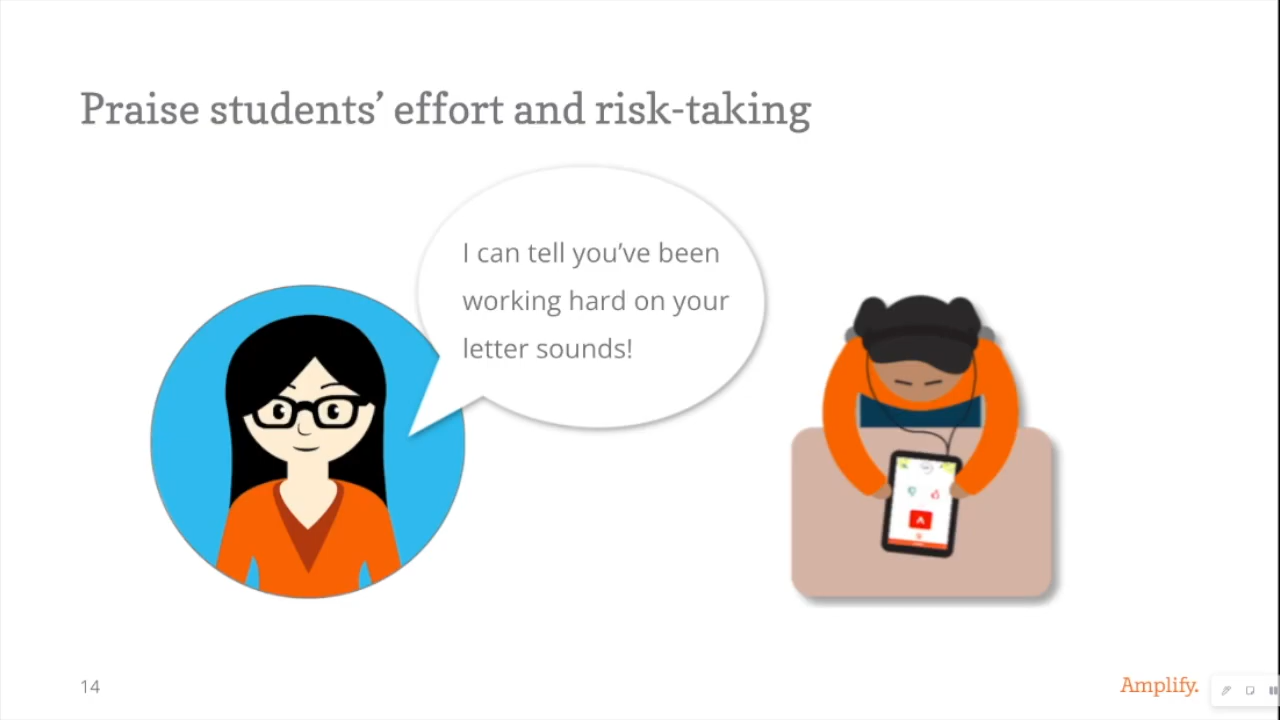 Praise students’ effort and risk-taking
I can tell you’ve been
working hard on your
letter sounds!
A
14
Amplify.